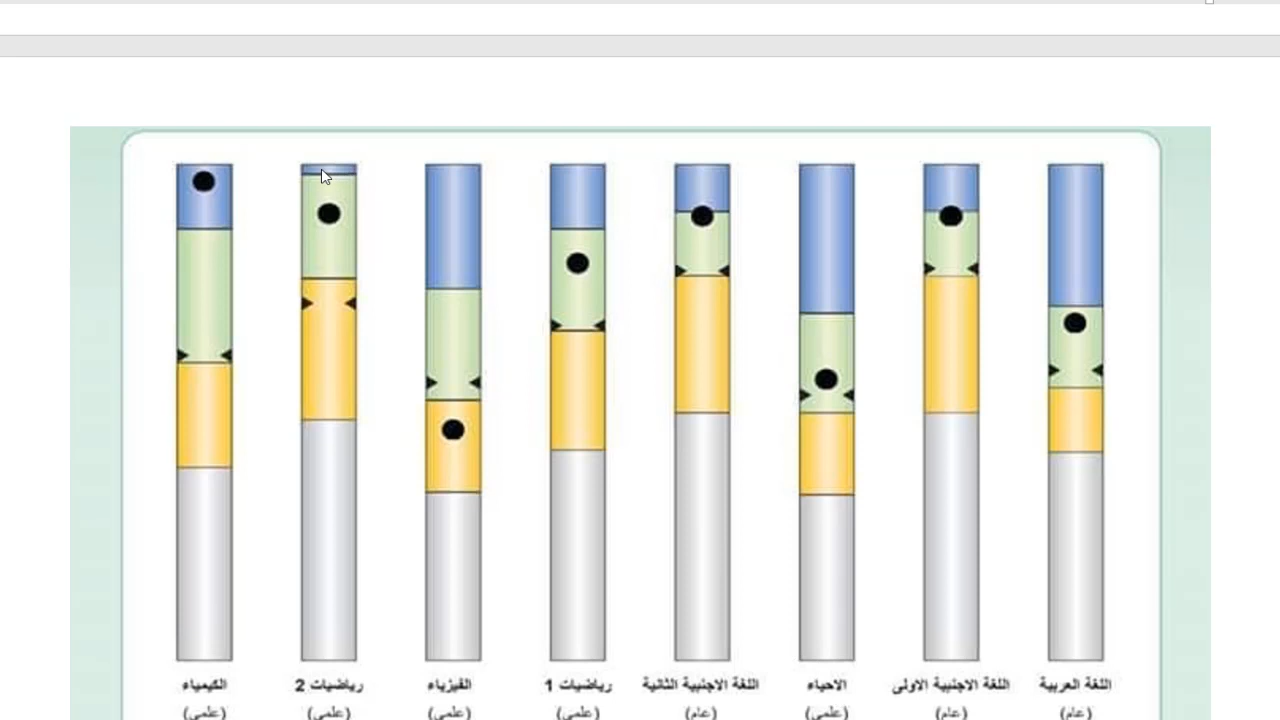 اللغة العربية
(عام)
اللغة الاجنبية الاولى
(عام)
الاحياء
(علمي)
اللغة الاجنبية الثانية
(عام)
رياضيات 1
(علمي)
الفيزياء
(علمي)
رياضيات 2
(علمي)
الكيمياء
(علمي)